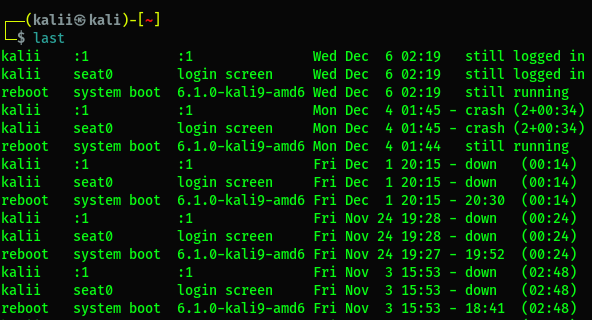 ┌──(kalii㉿kali)-[~]
└─$ last
kalii    :1           :1               Wed Dec  6 02:19   still logged in
kalii    seat0        login screen     Wed Dec  6 02:19   still logged in
reboot   system boot  6.1.0-kali9-amd6 Wed Dec  6 02:19   still running
kalii    :1           :1               Mon Dec  4 01:45 - crash (2+00:34)
kalii    seat0        login screen     Mon Dec  4 01:45 - crash (2+00:34)
reboot   system boot  6.1.0-kali9-amd6 Mon Dec  4 01:44   still running
kalii    :1           :1               Fri Dec  1 20:15 - down   (00:14)
kalii    seat0        login screen     Fri Dec  1 20:15 - down   (00:14)
reboot   system boot  6.1.0-kali9-amd6 Fri Dec  1 20:15 - 20:30  (00:14)
kalii    :1           :1               Fri Nov 24 19:28 - down   (00:24)
kalii    seat0        login screen     Fri Nov 24 19:28 - down   (00:24)
reboot   system boot  6.1.0-kali9-amd6 Fri Nov 24 19:27 - 19:52  (00:24)
kalii    :1           :1               Fri Nov  3 15:53 - down   (02:48)
kalii    seat0        login screen     Fri Nov  3 15:53 - down   (02:48)
reboot   system boot  6.1.0-kali9-amd6 Fri Nov  3 15:53 - 18:41  (02:48)